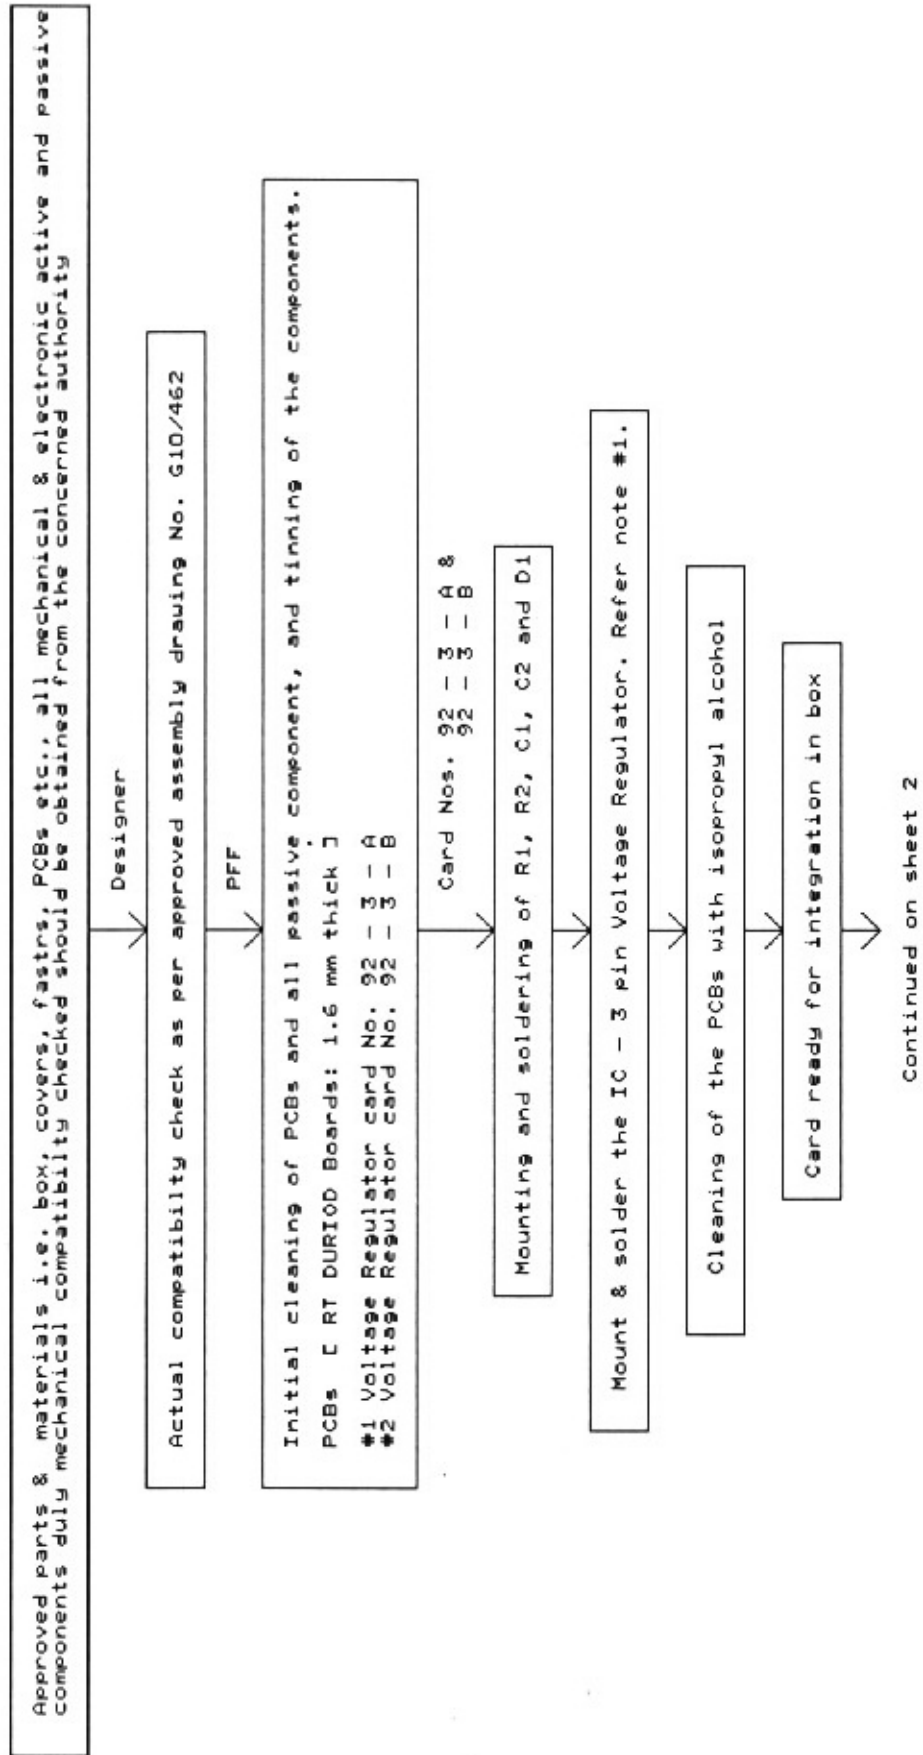 Approved parts & materials i.e. box, covers, fastrs, PCBs etc., all mechanical & electronic active and passive
components duly mechanical compatibilty checked should be obtained from the concerned authority
Designer
Actual compatibilty check as per approved assembly drawing No. G10/462
PFF
Initial cleaning of PCBs and all passive component, and tinning of the components.
PCBs [ RT DURIOD Boards: 1.6 mm thick ]
#1 Voltage Regulator card No. 92 - 3 - A
#2 Voltage Regulator card No. 92 - 3 - B
Card Nos. 92 - 3 - A &
92 - 3 - B
Mounting and soldering of R1, R2, C1, C2 and D1
Mount & solder the IC - 3 pin Voltage Regulator. Refer note #1.
Cleaning of the PCBs with isopropyl alcohol
Card ready for integration in box
Continued on sheet 2